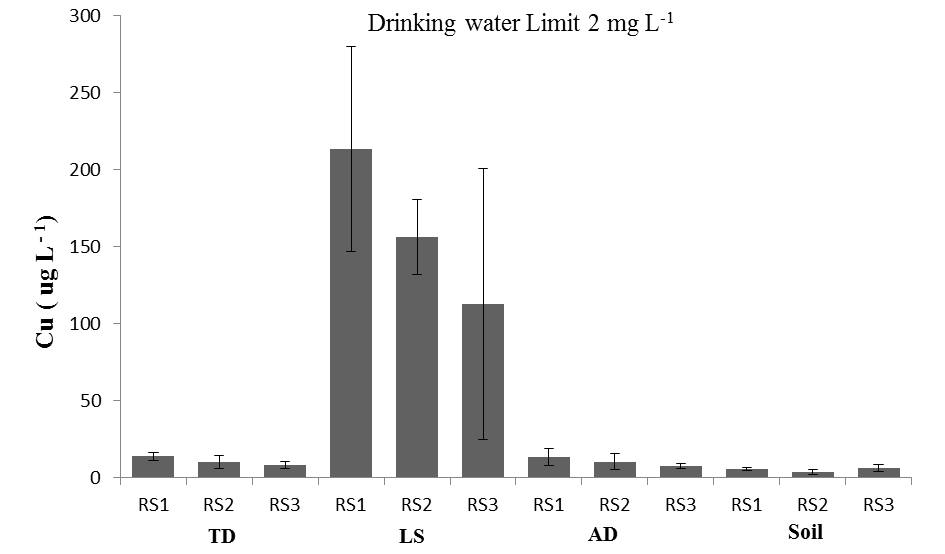 Drinking water Limit 2 mg L-1
300
250
200
150
100
50
0
Cu ( ug L - 1)
RS1 RS2 RS3 RS1 RS2 RS3 RS1 RS2 RS3 RS1 RS2 RS3
TD LS AD Soil